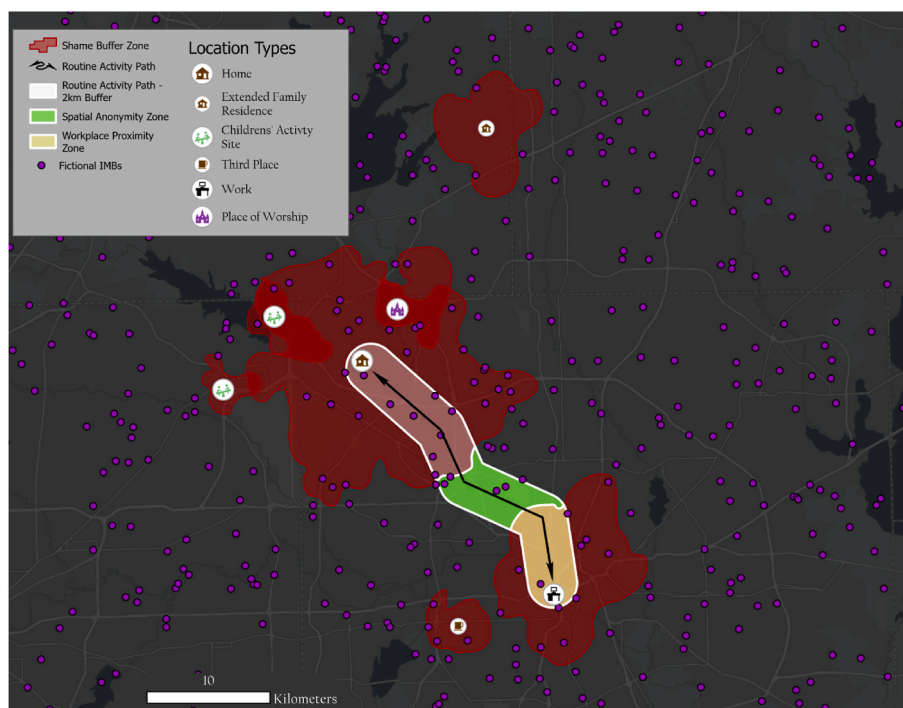 Shame Buffer Zone
Routine Activity Path
Routine Activity Path -
2km Buffer
Spatial Anonymity Zone
Workplace Proximity
Zone
Fictional IMBs
Location Types
Home
Extended Family
Residence
Childrens' Activty
Site
Third Place
Work
Place of Worship
10
Kilometers